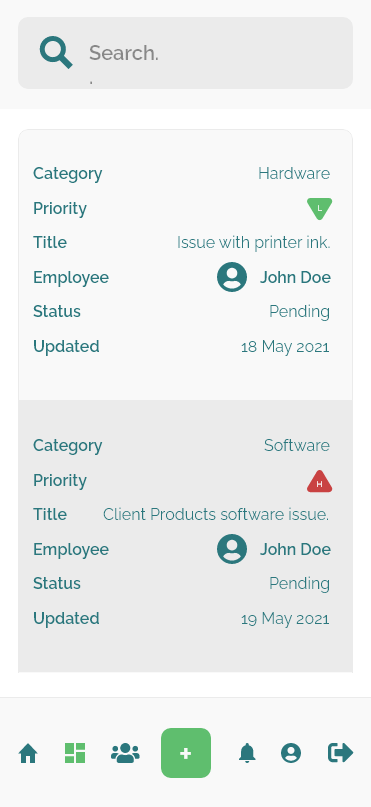 Search.
.
Category Hardware
Priority L
Title Issue with printer ink.
Employee John Doe
Status Pending
Updated 18 May 2021
Category Software
Priority H
Title Client Products software issue.
Employee John Doe
Status Pending
Updated 19 May 2021
+